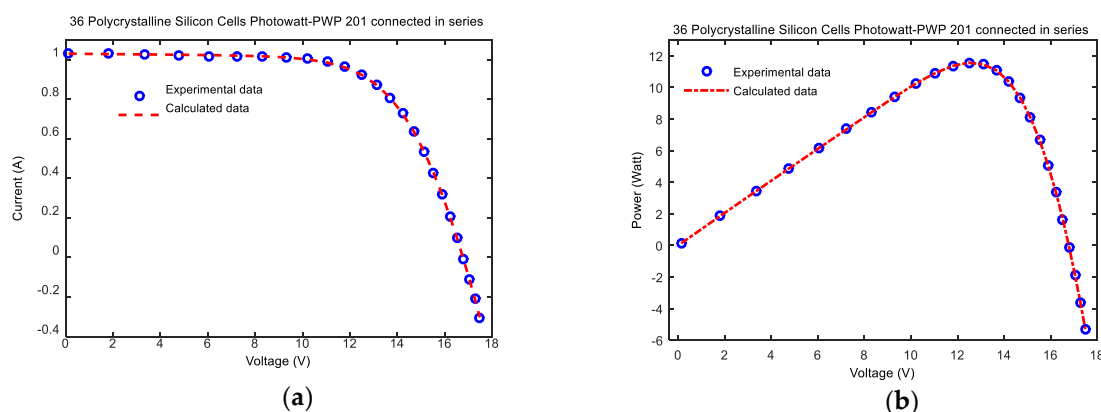 36 Polycrystalline Silicon Cells Photowatt-PWP 201 connected in series
1
0.8
0.6
0.4
0.2
0
-0.2
-0.4
Current (A)
Experimental data
Calculated data
0 2 4 6 8 10 12 14 16 18
Voltage (V)
(a)
36 Polycrystalline Silicon Cells Photowatt-PWP 201 connected in series
12
10
8
6
4
2
0
-2
-4
-6
Power (Watt)
Experimental data
Calculated data
0 2 4 6 8 10 12 14 16 18
Voltage (V)
(b)